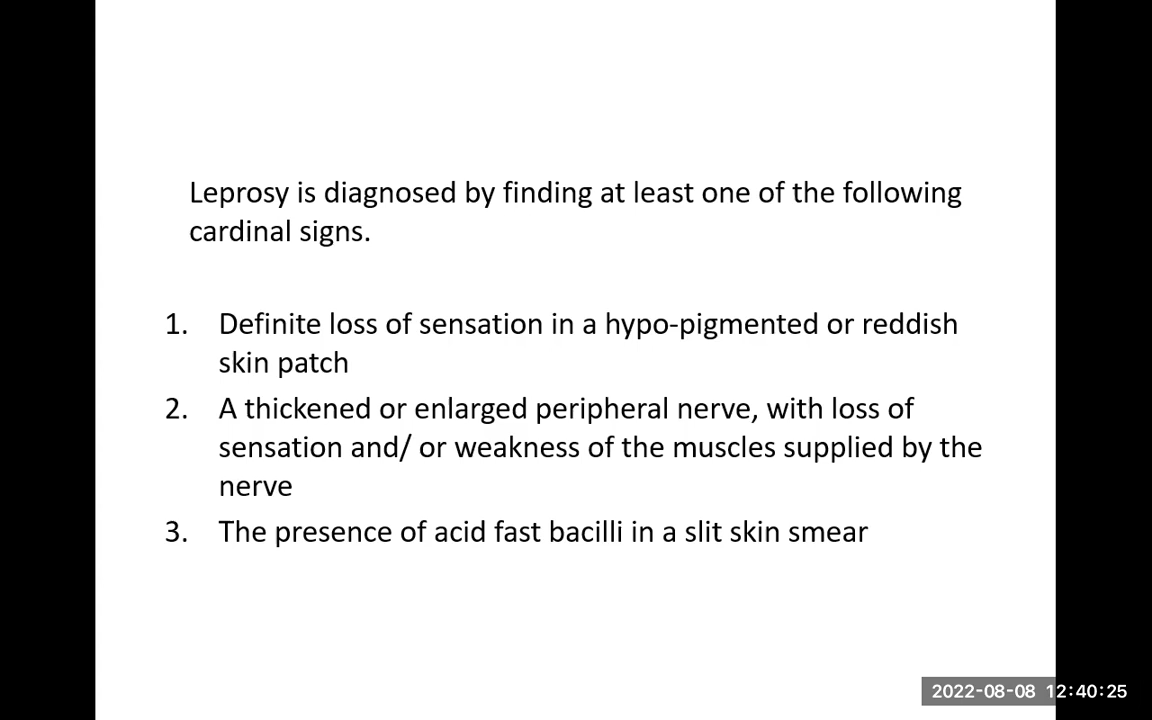 Leprosy is diagnosed by finding at least one of the following
cardinal signs.
1. Definite loss of sensation in a hypo-pigmented or reddish
skin patch
2. A thickened or enlarged peripheral nerve, with loss of
sensation and/ or weakness of the muscles supplied by the
nerve
3. The presence of acid fast bacilli in a slit skin smear
2022-08-08 12:40:25